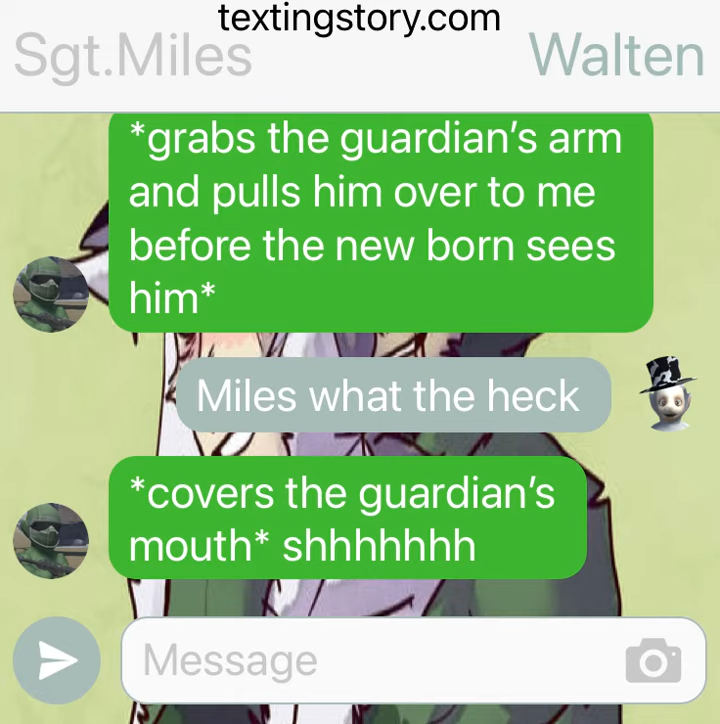 textingstory.com
Sgt.Miles
Walten
*grabs the guardian’s arm
and pulls him over to me
before the new born sees
him*
Miles what the heck
*covers the guardian’s
mouth* shhhhhhh
Message